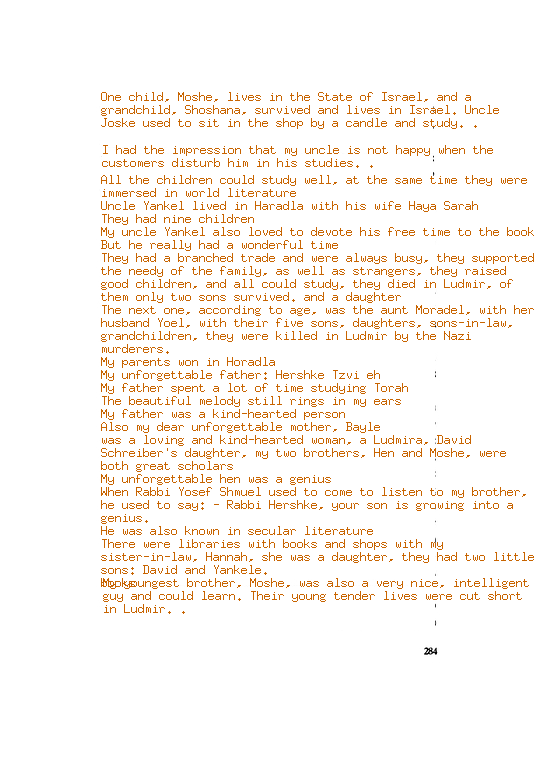 One child, Moshe, lives in the State of Israel, and a
grandchild, Shoshana, survived and lives in Israel. Uncle
Joske used to sit in the shop by a candle and study. .
I had the impression that my uncle is not happy when the
customers disturb him in his studies. .
All the children could study well, at the same time they were
immersed in world literature
Uncle Yankel lived in Haradla with his wife Haya Sarah
They had nine children
My uncle Yankel also loved to devote his free time to the book
But he really had a wonderful time
They had a branched trade and were always busy, they supported
the needy of the family, as well as strangers, they raised
good children, and all could study, they died in Ludmir, of
them only two sons survived. and a daughter
The next one, according to age, was the aunt Moradel, with her
husband Yoel, with their five sons, daughters, sons-in-law,
grandchildren, they were killed in Ludmir by the Nazi
murderers.
My parents won in Horadla
My unforgettable father: Hershke Tzvi eh
My father spent a lot of time studying Torah
The beautiful melody still rings in my ears
My father was a kind-hearted person
Also my dear unforgettable mother, Bayle
was a loving and kind-hearted woman, a Ludmira, David
Schreiber's daughter, my two brothers, Hen and Moshe, were
both great scholars
My unforgettable hen was a genius
When Rabbi Yosef Shmuel used to come to listen to my brother,
he used to say: - Rabbi Hershke, your son is growing into a
genius.
He was also known in secular literature
There were libraries with books and shops with my
sister-in-law, Hannah, she was a daughter, they had two little
sons: David and Yankele.
youngest brother, Moshe, was also a very nice, intelligent
guy and could learn. Their young tender lives were cut short
in Ludmir. .
284